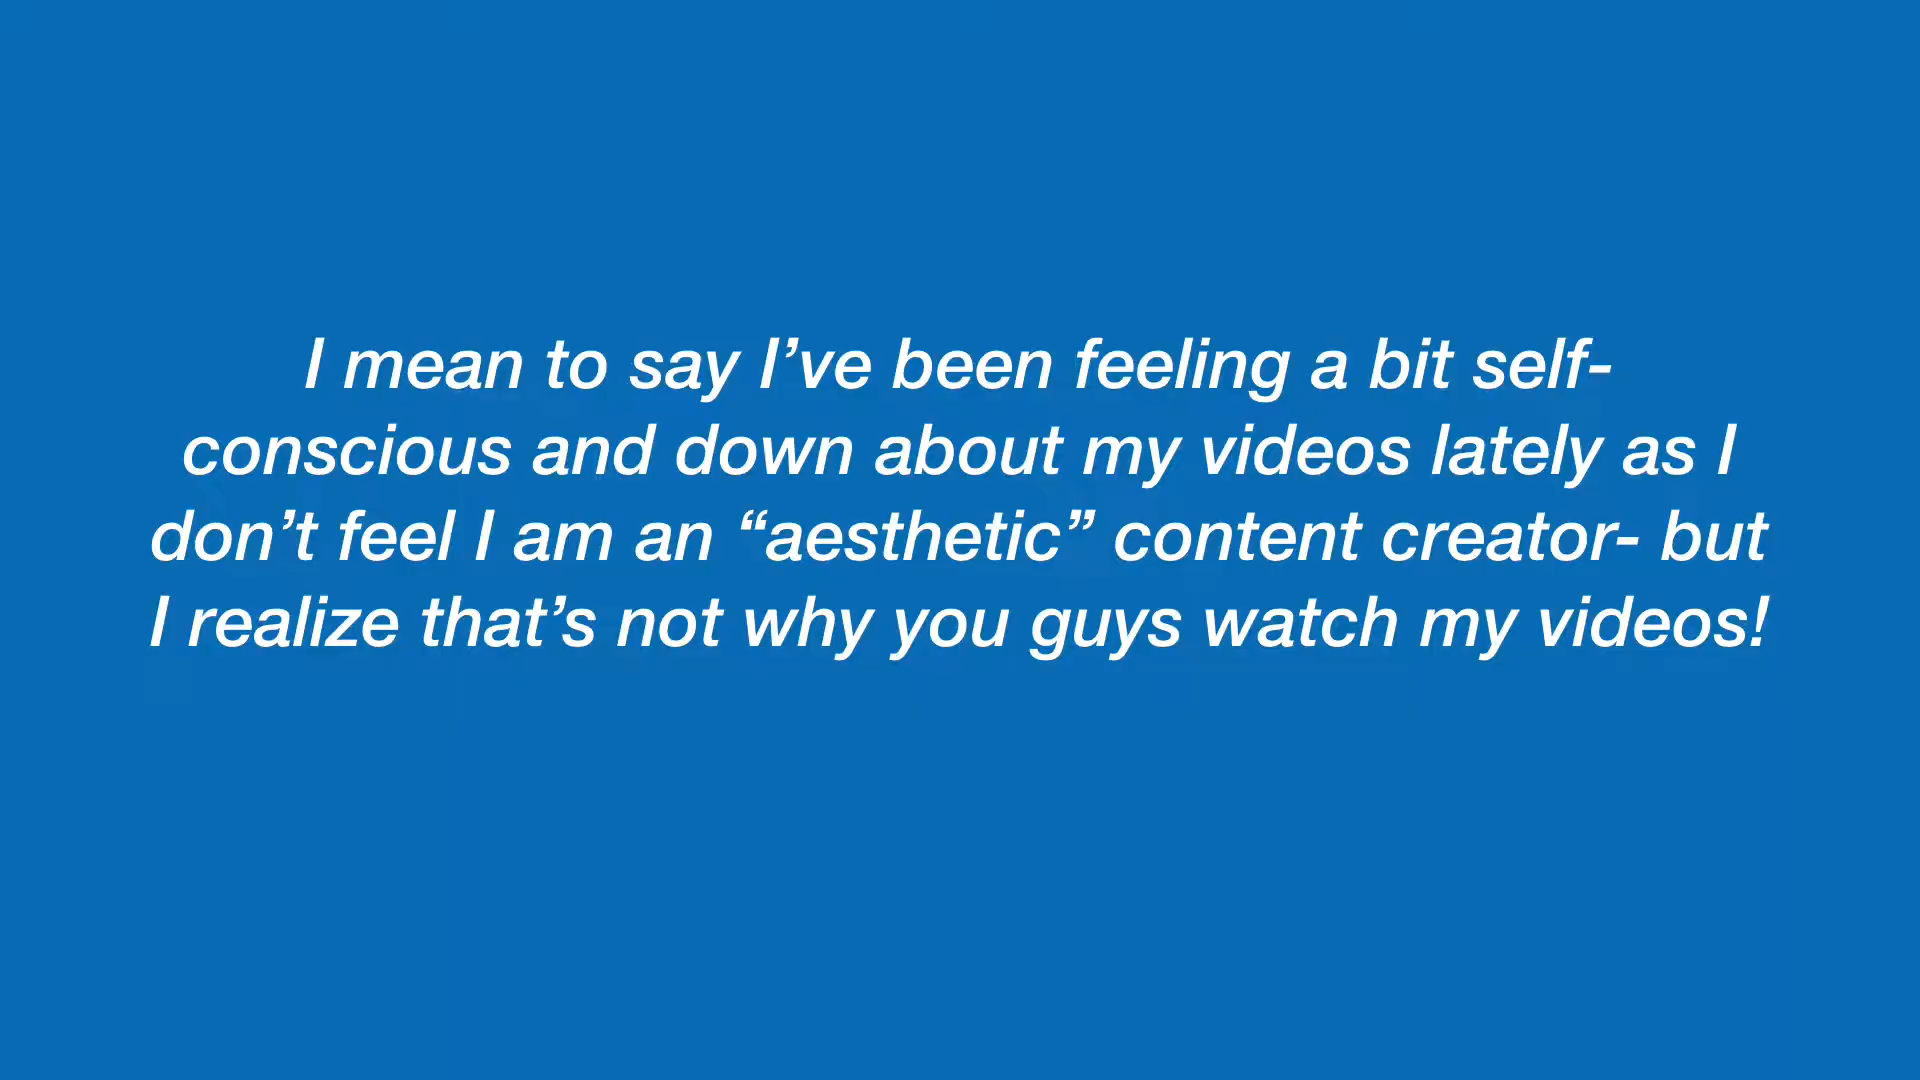 I mean to say I’ve been feeling a bit self-
conscious and down about my videos lately as I
don’t feel I am an “aesthetic” content creator- but
I realize that’s not why you guys watch my videos!